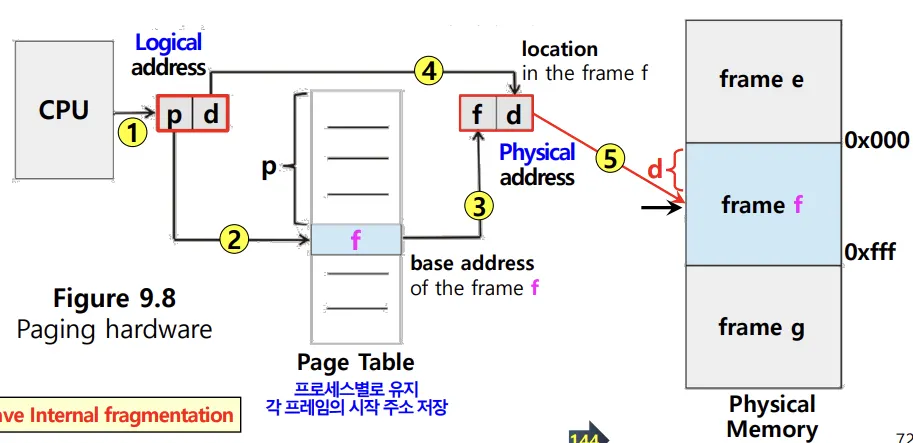 Logical
address
CPU
1
p d
4
location
in the frame f
f d
Physical
address
p
2
3
5
f
base address
of the frame f
Figure 9.8
Paging hardware
Page Table
프로세스별로 유지
각 프레임의 시작 주소 저장
Internal fragmentation
frame e
0x000
d
frame f
0xfff
frame g
Physical
Memory
144
72